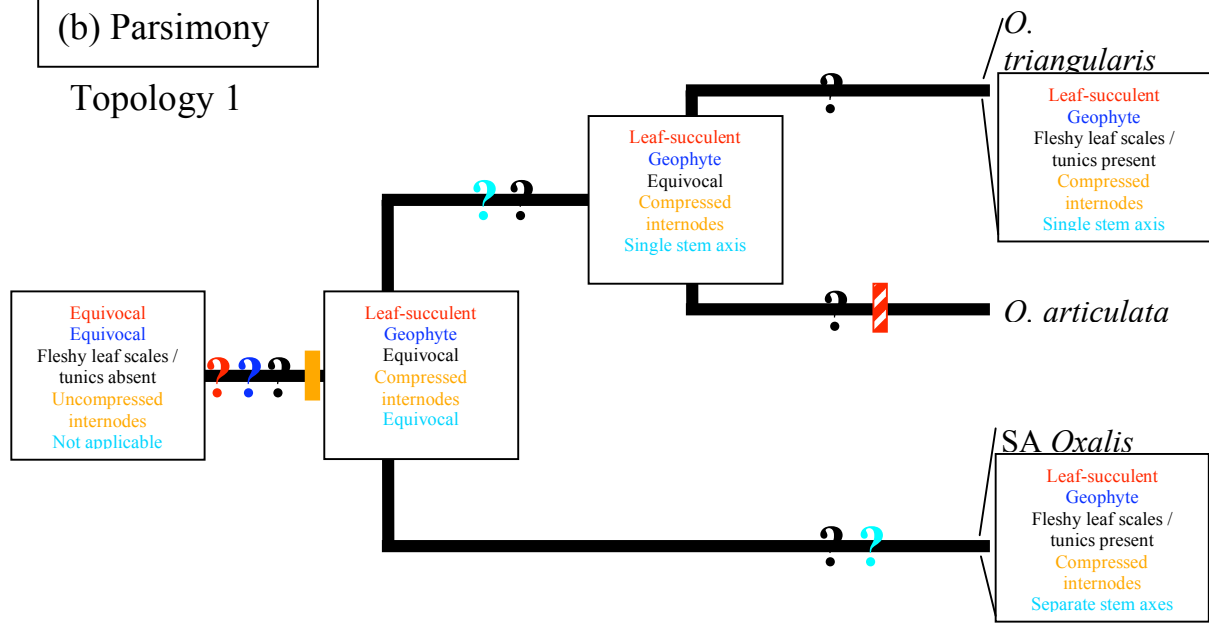 (b) Parsimony
Topology 1
O.
triangularis
Leaf-succulent
Geophyte
Fleshy leaf scales /
tunics present
Compressed
internodes
Single stem axis
?
Leaf-succulent
Geophyte
Equivocal
Compressed
internodes
Single stem axis
? ?
?
O. articulata
Equivocal
Equivocal
Fleshy leaf scales /
tunics absent
Uncompressed
internodes
Not applicable
? ? ?
Leaf-succulent
Geophyte
Equivocal
Compressed
internodes
Equivocal
SA Oxalis
Leaf-succulent
Geophyte
Fleshy leaf scales /
tunics present
Compressed
internodes
Separate stem axes
? ?